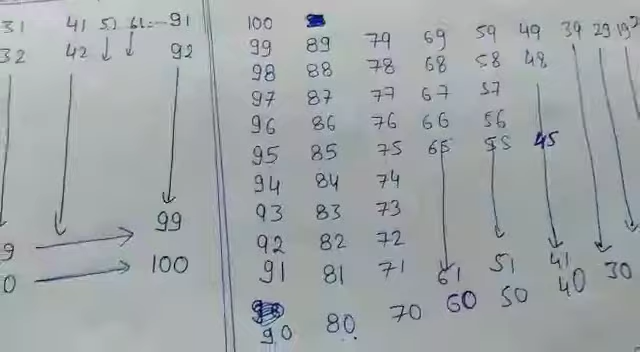 31 41 51 61 91
32 42 92
99
9
100
0
100
99 89 79 69 59 49 39 29 19
98 88 78 68 58 48
97 87 77 67 57
96 86 76 66 56
95 85 75 65 55 45
94 84 74
93 83 73
92 82 72
91 81 71 61 51 41
90 80 70 60 50 40 30